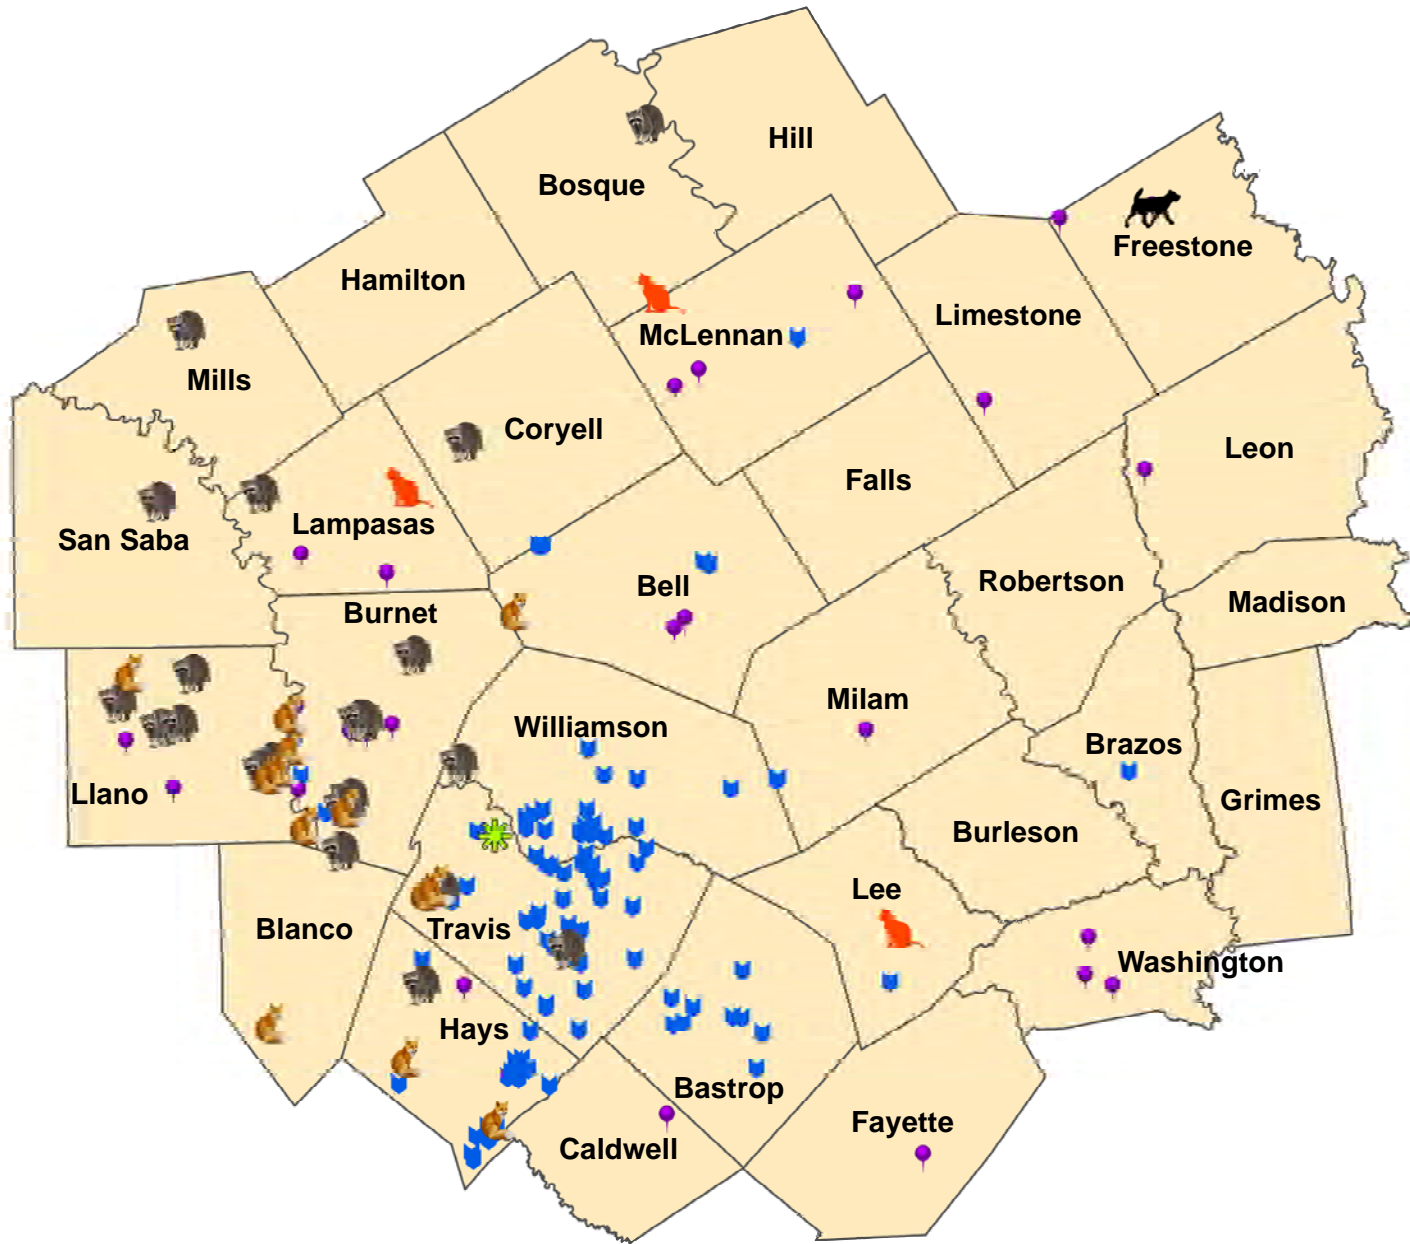 Hill
Bosque
Freestone
Hamilton
Limestone
McLennan
Mills
Coryell
Leon
Falls
Lampasas
San Saba
Robertson
Bell
Madison
Burnet
Milam
Williamson
Brazos
Llano
Grimes
Burleson
Lee
Blanco
Travis
Washington
Hays
Bastrop
Fayette
Caldwell